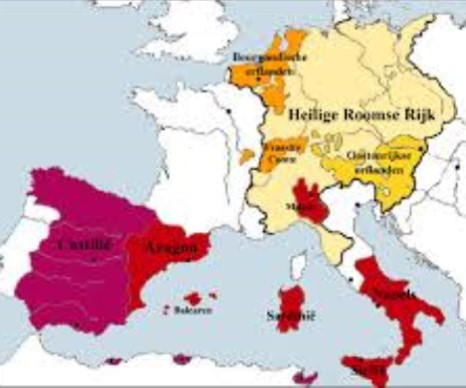 Bourgondische
erflanden
Heilige Roomse Rijk
Franche
Comté
Oostenrijkse
erflanden
Milaan
Castilië
Aragon
Napels
Balearen
Sardinië
Sicilië